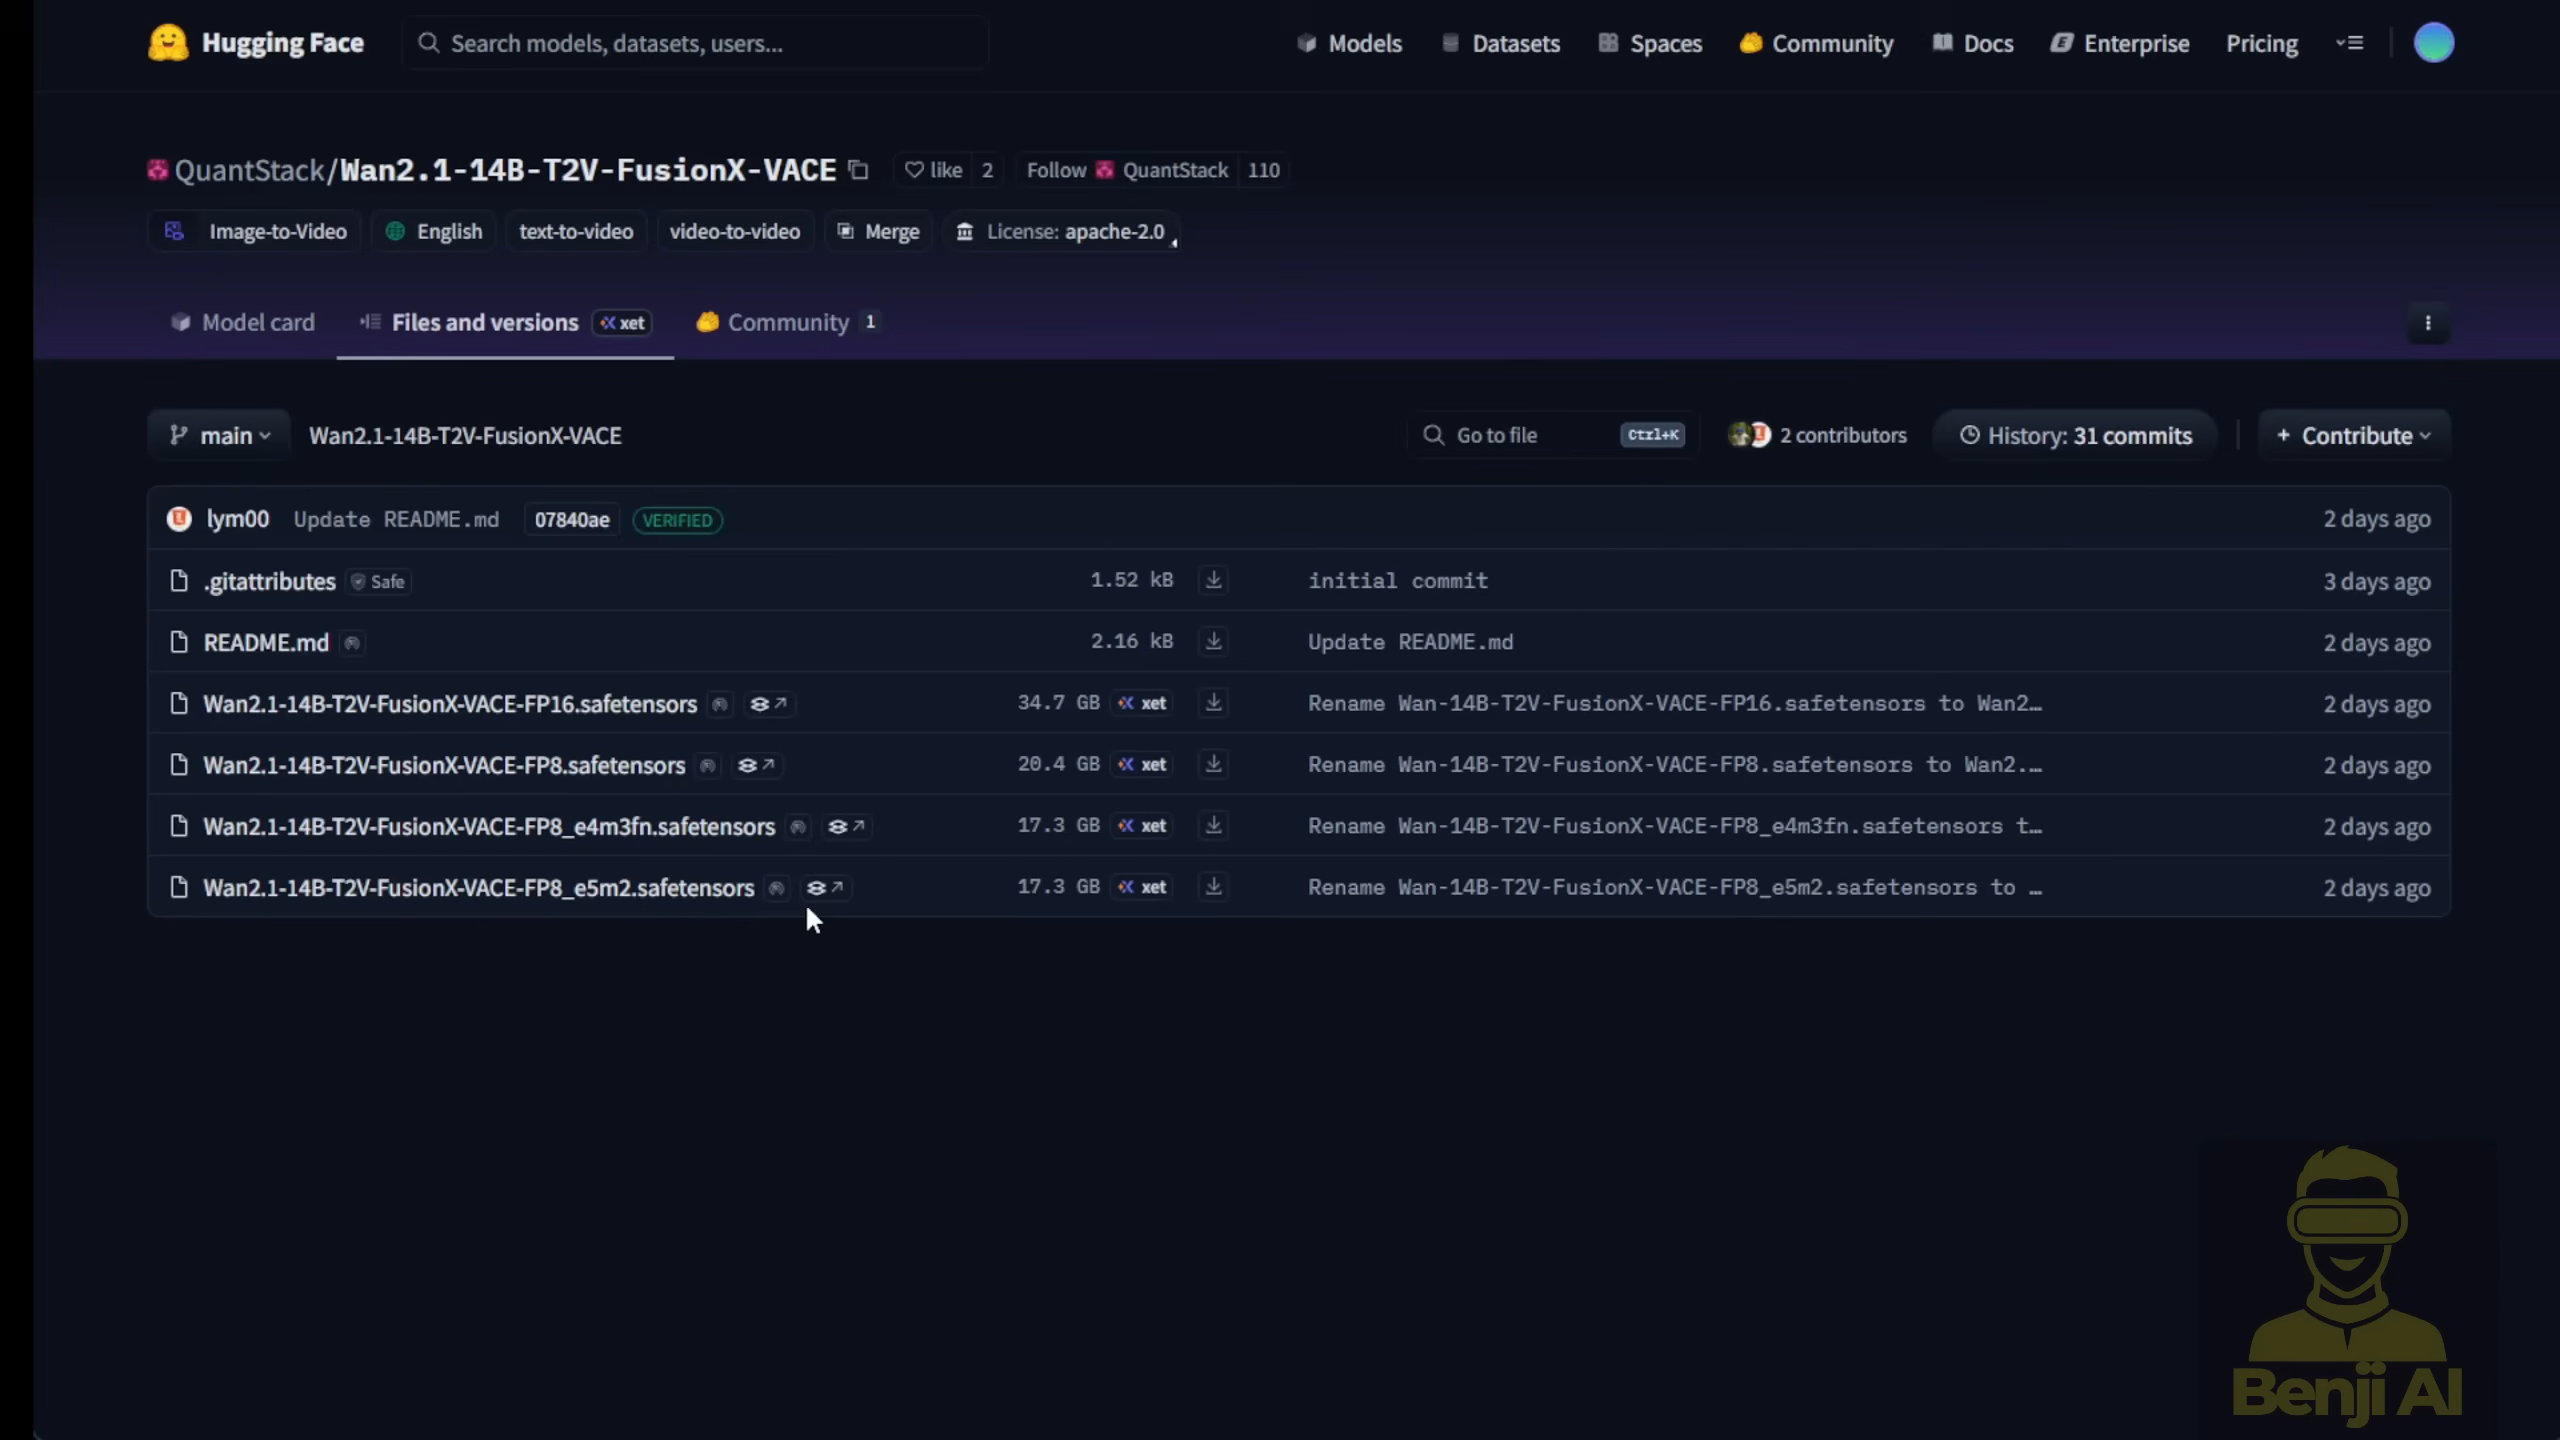 Hugging Face Search models, datasets, users... Models Datasets Spaces Community Docs Enterprise Pricing
QuantStack/Wan2.1-14B-T2V-FusionX-VACE like 2 Follow QuantStack 110
Image-to-Video English text-to-video video-to-video Merge License: apache-2.0
Model card Files and versions xet Community 1
main Wan2.1-14B-T2V-FusionX-VACE Go to file Ctrl+K 2 contributors History: 31 commits + Contribute
lym00 Update README.md 07840ae VERIFIED 2 days ago
.gitattributes Safe 1.52 kB initial commit 3 days ago
README.md 2.16 kB Update README.md 2 days ago
Wan2.1-14B-T2V-FusionX-VACE-FP16.safetensors 34.7 GB xet Rename Wan-14B-T2V-FusionX-VACE-FP16.safetensors to Wan2… 2 days ago
Wan2.1-14B-T2V-FusionX-VACE-FP8.safetensors 20.4 GB xet Rename Wan-14B-T2V-FusionX-VACE-FP8.safetensors to Wan2.… 2 days ago
Wan2.1-14B-T2V-FusionX-VACE-FP8_e4m3fn.safetensors 17.3 GB xet Rename Wan-14B-T2V-FusionX-VACE-FP8_e4m3fn.safetensors t… 2 days ago
Wan2.1-14B-T2V-FusionX-VACE-FP8_e5m2.safetensors 17.3 GB xet Rename Wan-14B-T2V-FusionX-VACE-FP8_e5m2.safetensors to … 2 days ago
Benji AI